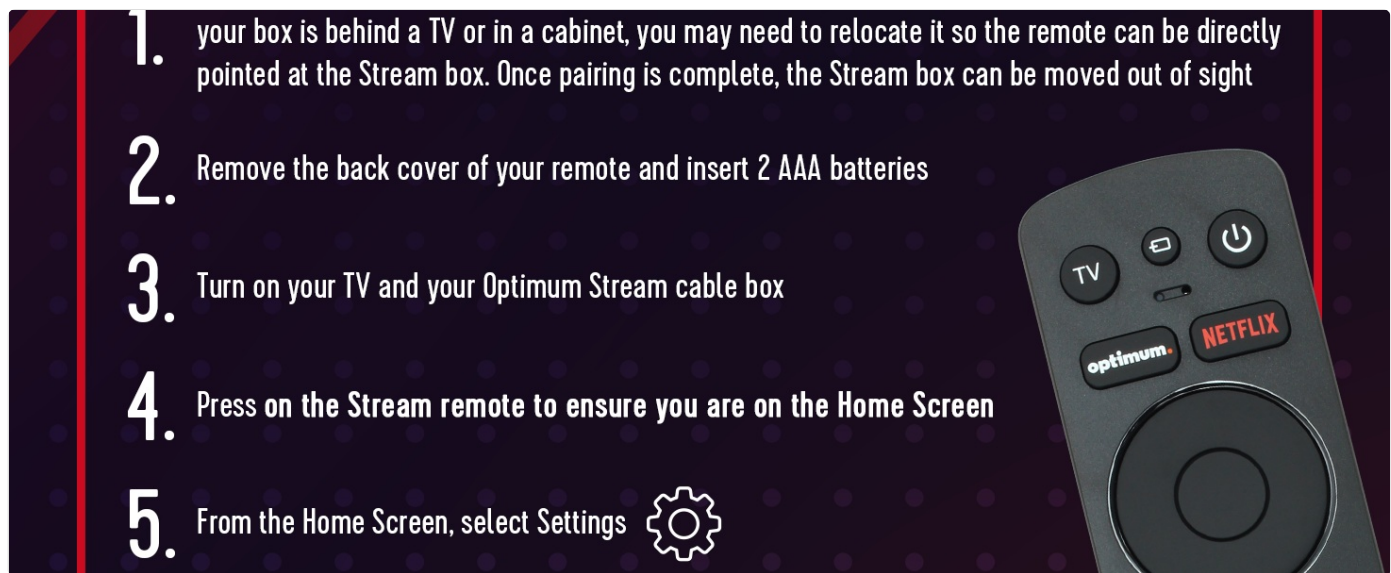 1. your box is behind a TV or in a cabinet, you may need to relocate it so the remote can be directly
pointed at the Stream box. Once pairing is complete, the Stream box can be moved out of sight
2. Remove the back cover of your remote and insert 2 AAA batteries
3. Turn on your TV and your Optimum Stream cable box
4. Press on the Stream remote to ensure you are on the Home Screen
5. From the Home Screen, select Settings
TV
optimum.
NETFLIX